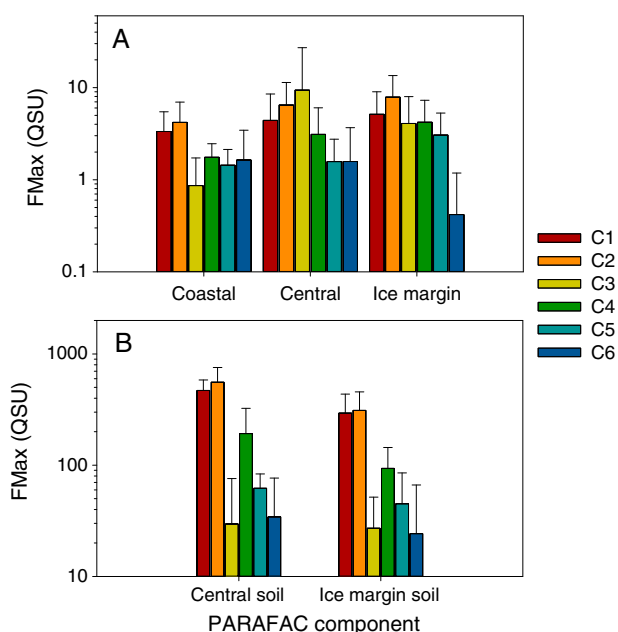 A
FMax (QSU)
10
1
0.1
Coastal Central Ice margin
C1
C2
C3
C4
C5
C6
B
FMax (QSU)
1000
100
10
Central soil Ice margin soil
PARAFAC component